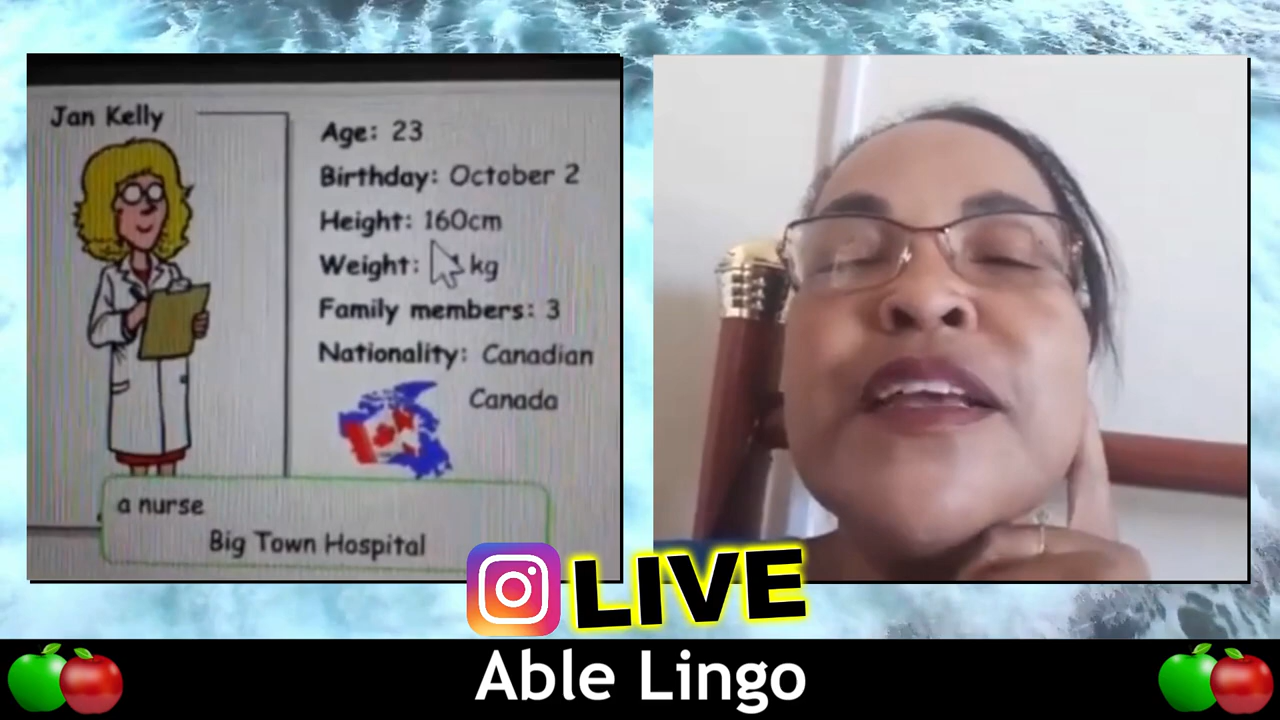 Jan Kelly
Age: 23
Birthday: October 2
Height: 160cm
Weight: kg
Family members: 3
Nationality: Canadian
Canada
a nurse
Big Town Hospital
LIVE
Able Lingo